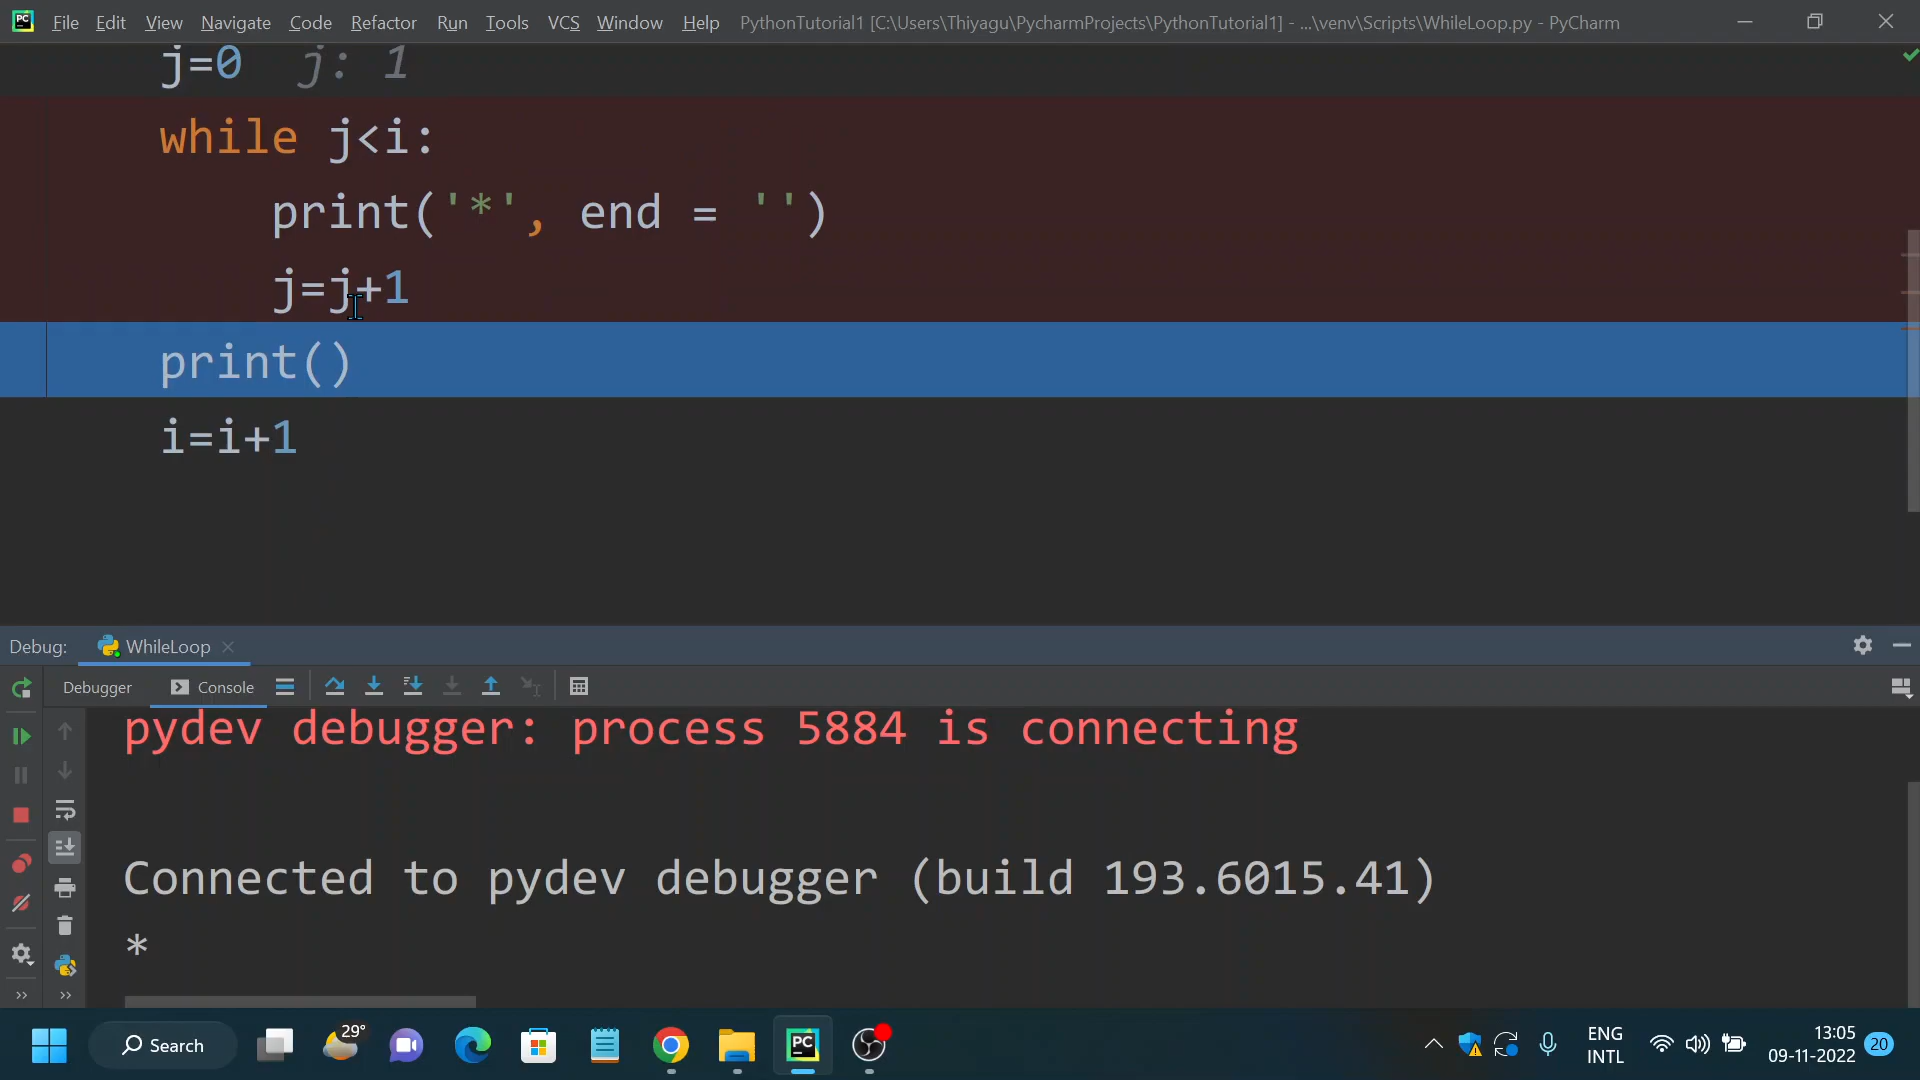 File Edit View Navigate Code Refactor Run Tools VCS Window Help PythonTutorial1 [C:\Users\Thiyagu\PycharmProjects\PythonTutorial1] - ...\venv\Scripts\WhileLoop.py - PyCharm
j=0 j: 1
while j<i:
print('*', end = '')
j=j+1
print()
i=i+1
Debug: WhileLoop
Debugger Console
pydev debugger: process 5884 is connecting
Connected to pydev debugger (build 193.6015.41)
*
Search 29° PC ENG INTL 13:05 09-11-2022 20